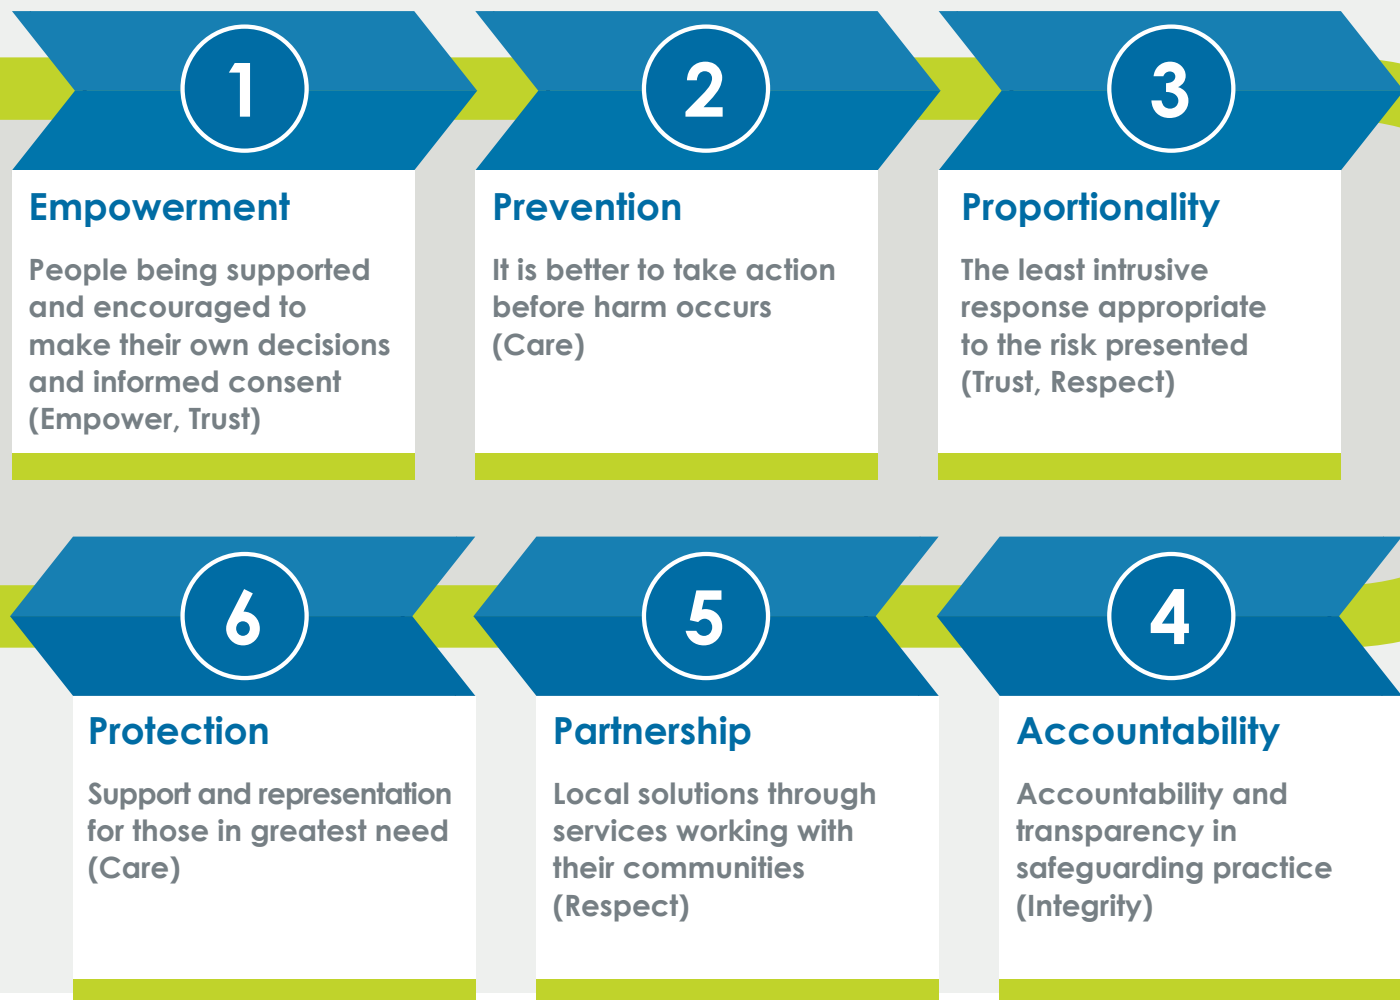 1
Empowerment
People being supported
and encouraged to
make their own decisions
and informed consent
(Empower, Trust)
2
Prevention
It is better to take action
before harm occurs
(Care)
3
Proportionality
The least intrusive
response appropriate
to the risk presented
(Trust, Respect)
4
Accountability
Accountability and
transparency in
safeguarding practice
(Integrity)
5
Partnership
Local solutions through
services working with
their communities
(Respect)
6
Protection
Support and representation
for those in greatest need
(Care)